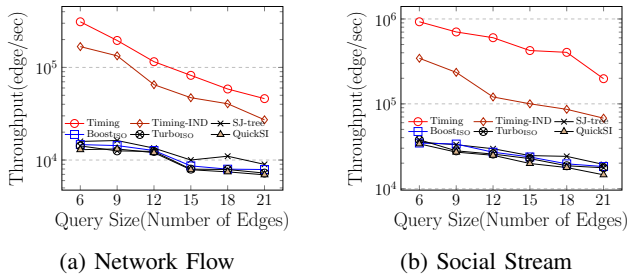 Throughput(edge/sec)
10^5
10^4
Timing Timing-IND SJ-tree
BoostISO TurboISO QuickSI
6 9 12 15 18 21
Query Size(Number of Edges)
(a) Network Flow
Throughput(edge/sec)
10^6
10^5
10^4
Timing Timing-IND SJ-tree
BoostISO TurboISO QuickSI
6 9 12 15 18 21
Query Size(Number of Edges)
(b) Social Stream